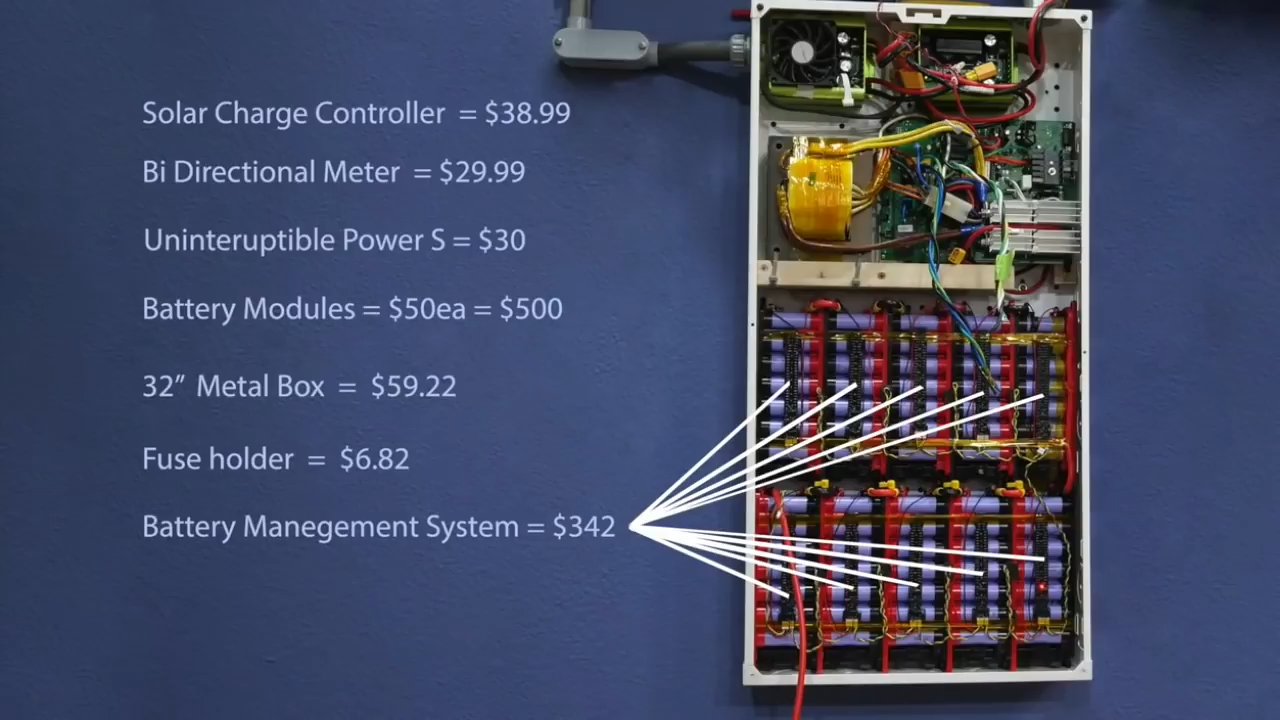 Solar Charge Controller = $38.99
Bi Directional Meter = $29.99
Uninteruptible Power S = $30
Battery Modules = $50ea = $500
32” Metal Box = $59.22
Fuse holder = $6.82
Battery Manegement System = $342